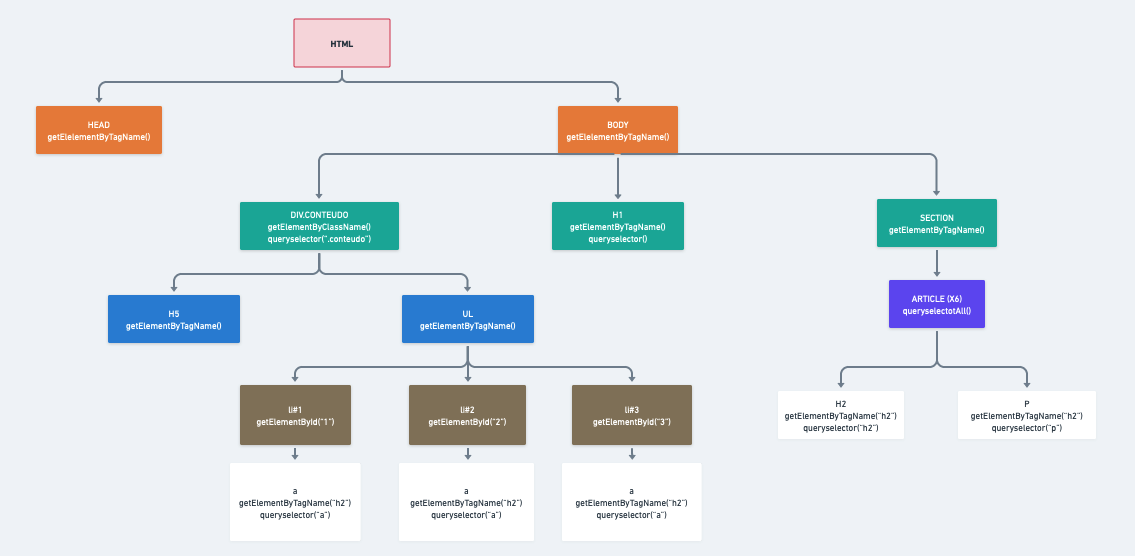 HTML
HEAD
getElelementByTagName()
BODY
getElelementByTagName()
DIV.CONTEUDO
getElementByClassName()
queryselector(".conteudo")
H1
getElementByTagName()
queryselector()
SECTION
getElementByTagName()
H5
getElementByTagName()
UL
getElementByTagName()
ARTICLE (X6)
queryselectotAll()
li#1
getElementById("1")
li#2
getElementById("2")
li#3
getElementById("3")
H2
getElementByTagName("h2")
queryselector("h2")
P
getElementByTagName("h2")
queryselector("p")
a
getElementByTagName("h2")
queryselector("a")
a
getElementByTagName("h2")
queryselector("a")
a
getElementByTagName("h2")
queryselector("a")